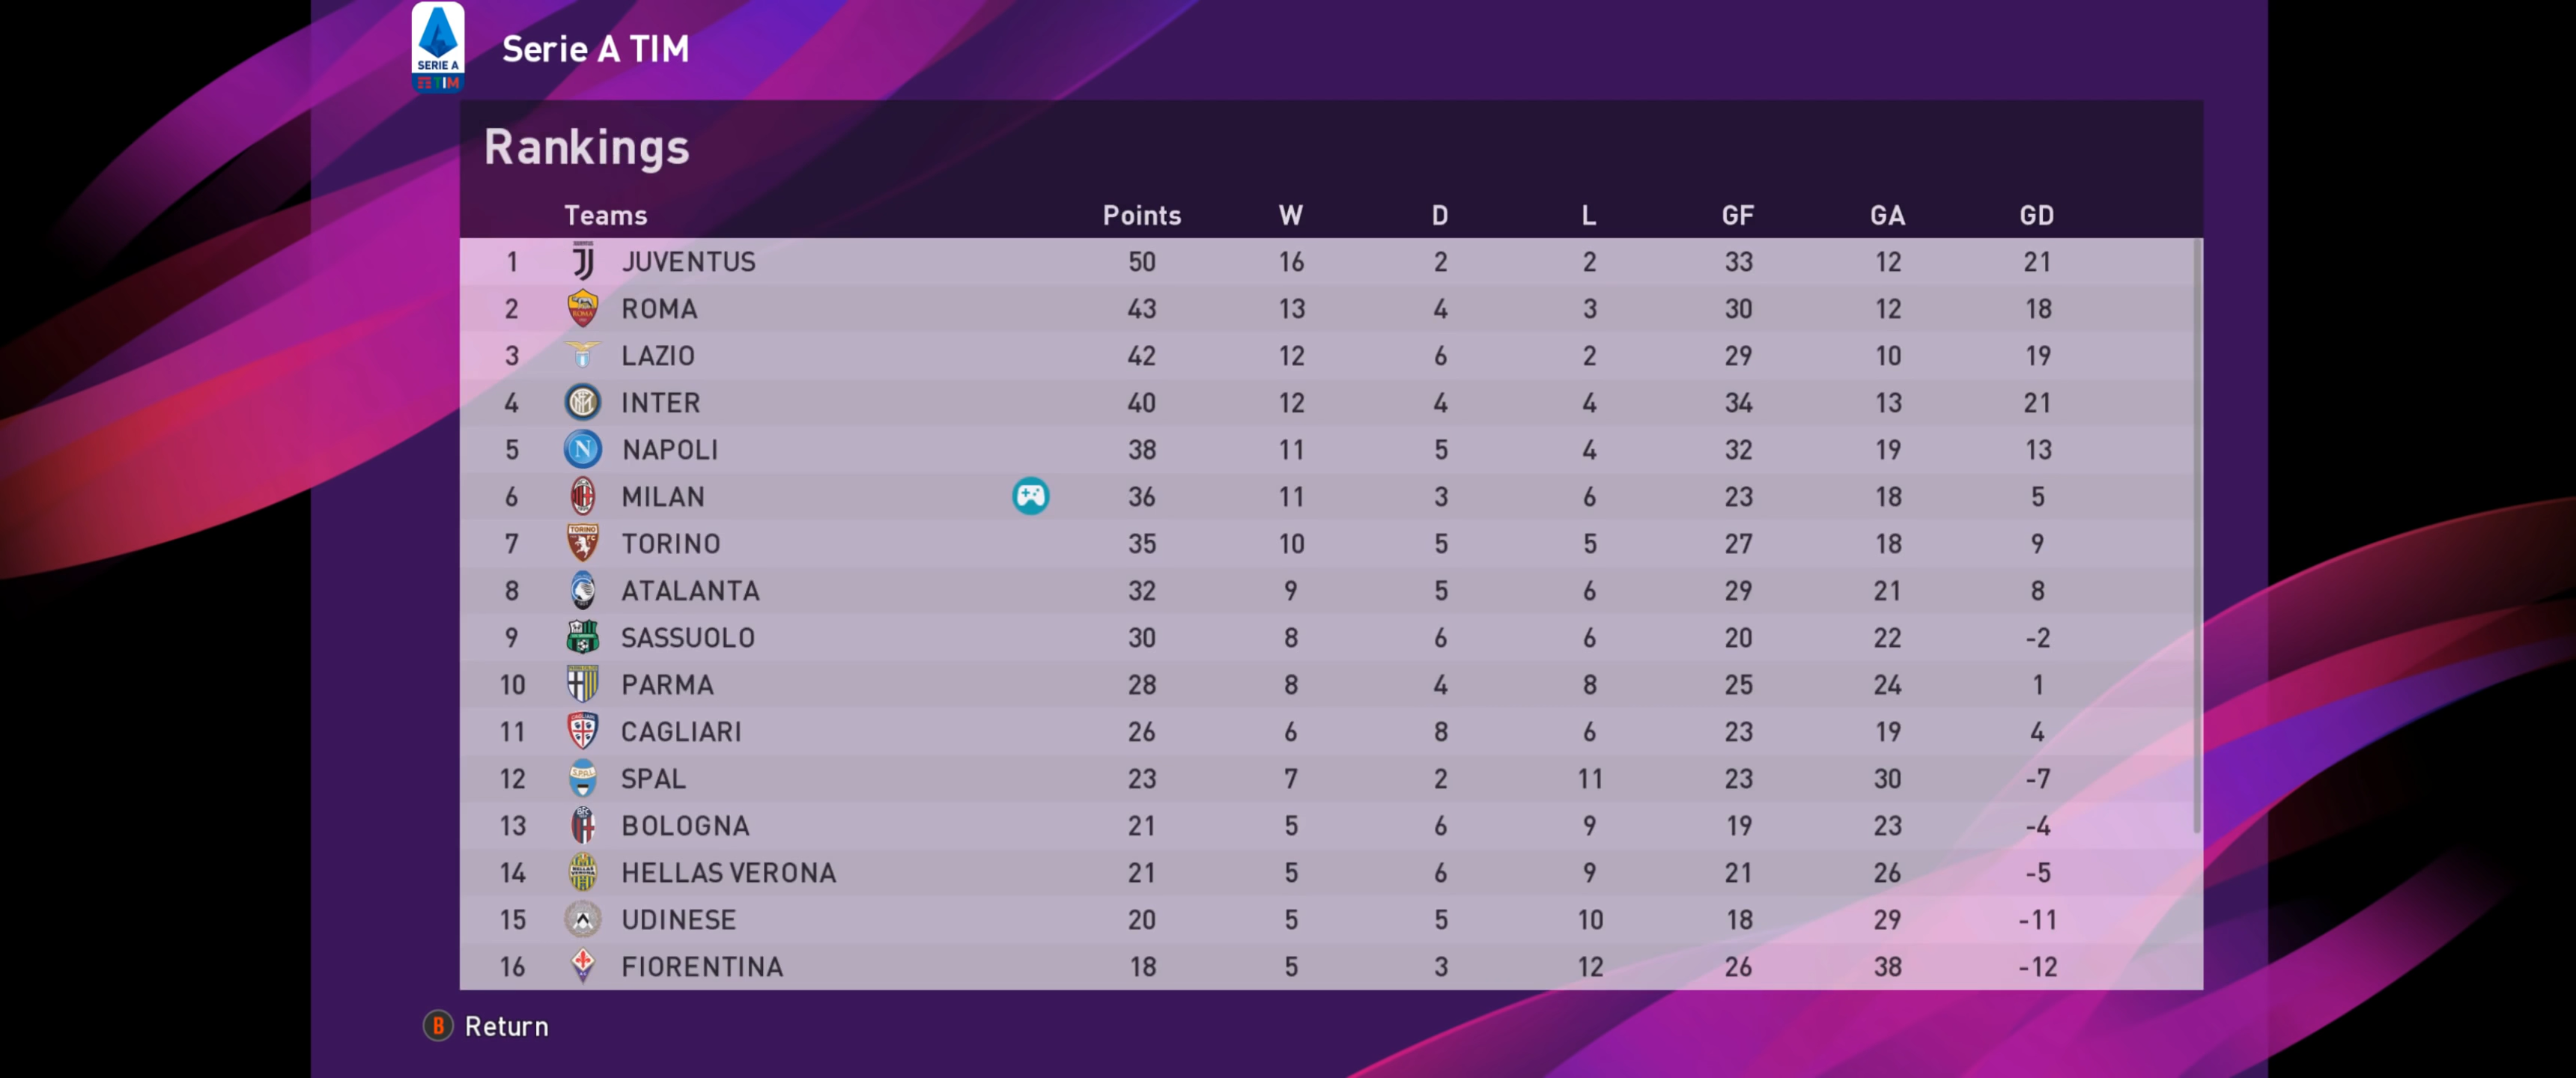 SERIE A
TIM
Serie A TIM
Rankings
Teams Points W D L GF GA GD
1 JUVENTUS 50 16 2 2 33 12 21
2 ROMA 43 13 4 3 30 12 18
3 LAZIO 42 12 6 2 29 10 19
4 INTER 40 12 4 4 34 13 21
5 N NAPOLI 38 11 5 4 32 19 13
6 MILAN 36 11 3 6 23 18 5
7 TORINO 35 10 5 5 27 18 9
8 ATALANTA 32 9 5 6 29 21 8
9 SASSUOLO 30 8 6 6 20 22 -2
10 PARMA 28 8 4 8 25 24 1
11 CAGLIARI 26 6 8 6 23 19 4
12 SPAL 23 7 2 11 23 30 -7
13 BOLOGNA 21 5 6 9 19 23 -4
14 HELLAS VERONA 21 5 6 9 21 26 -5
15 UDINESE 20 5 5 10 18 29 -11
16 FIORENTINA 18 5 3 12 26 38 -12
B Return